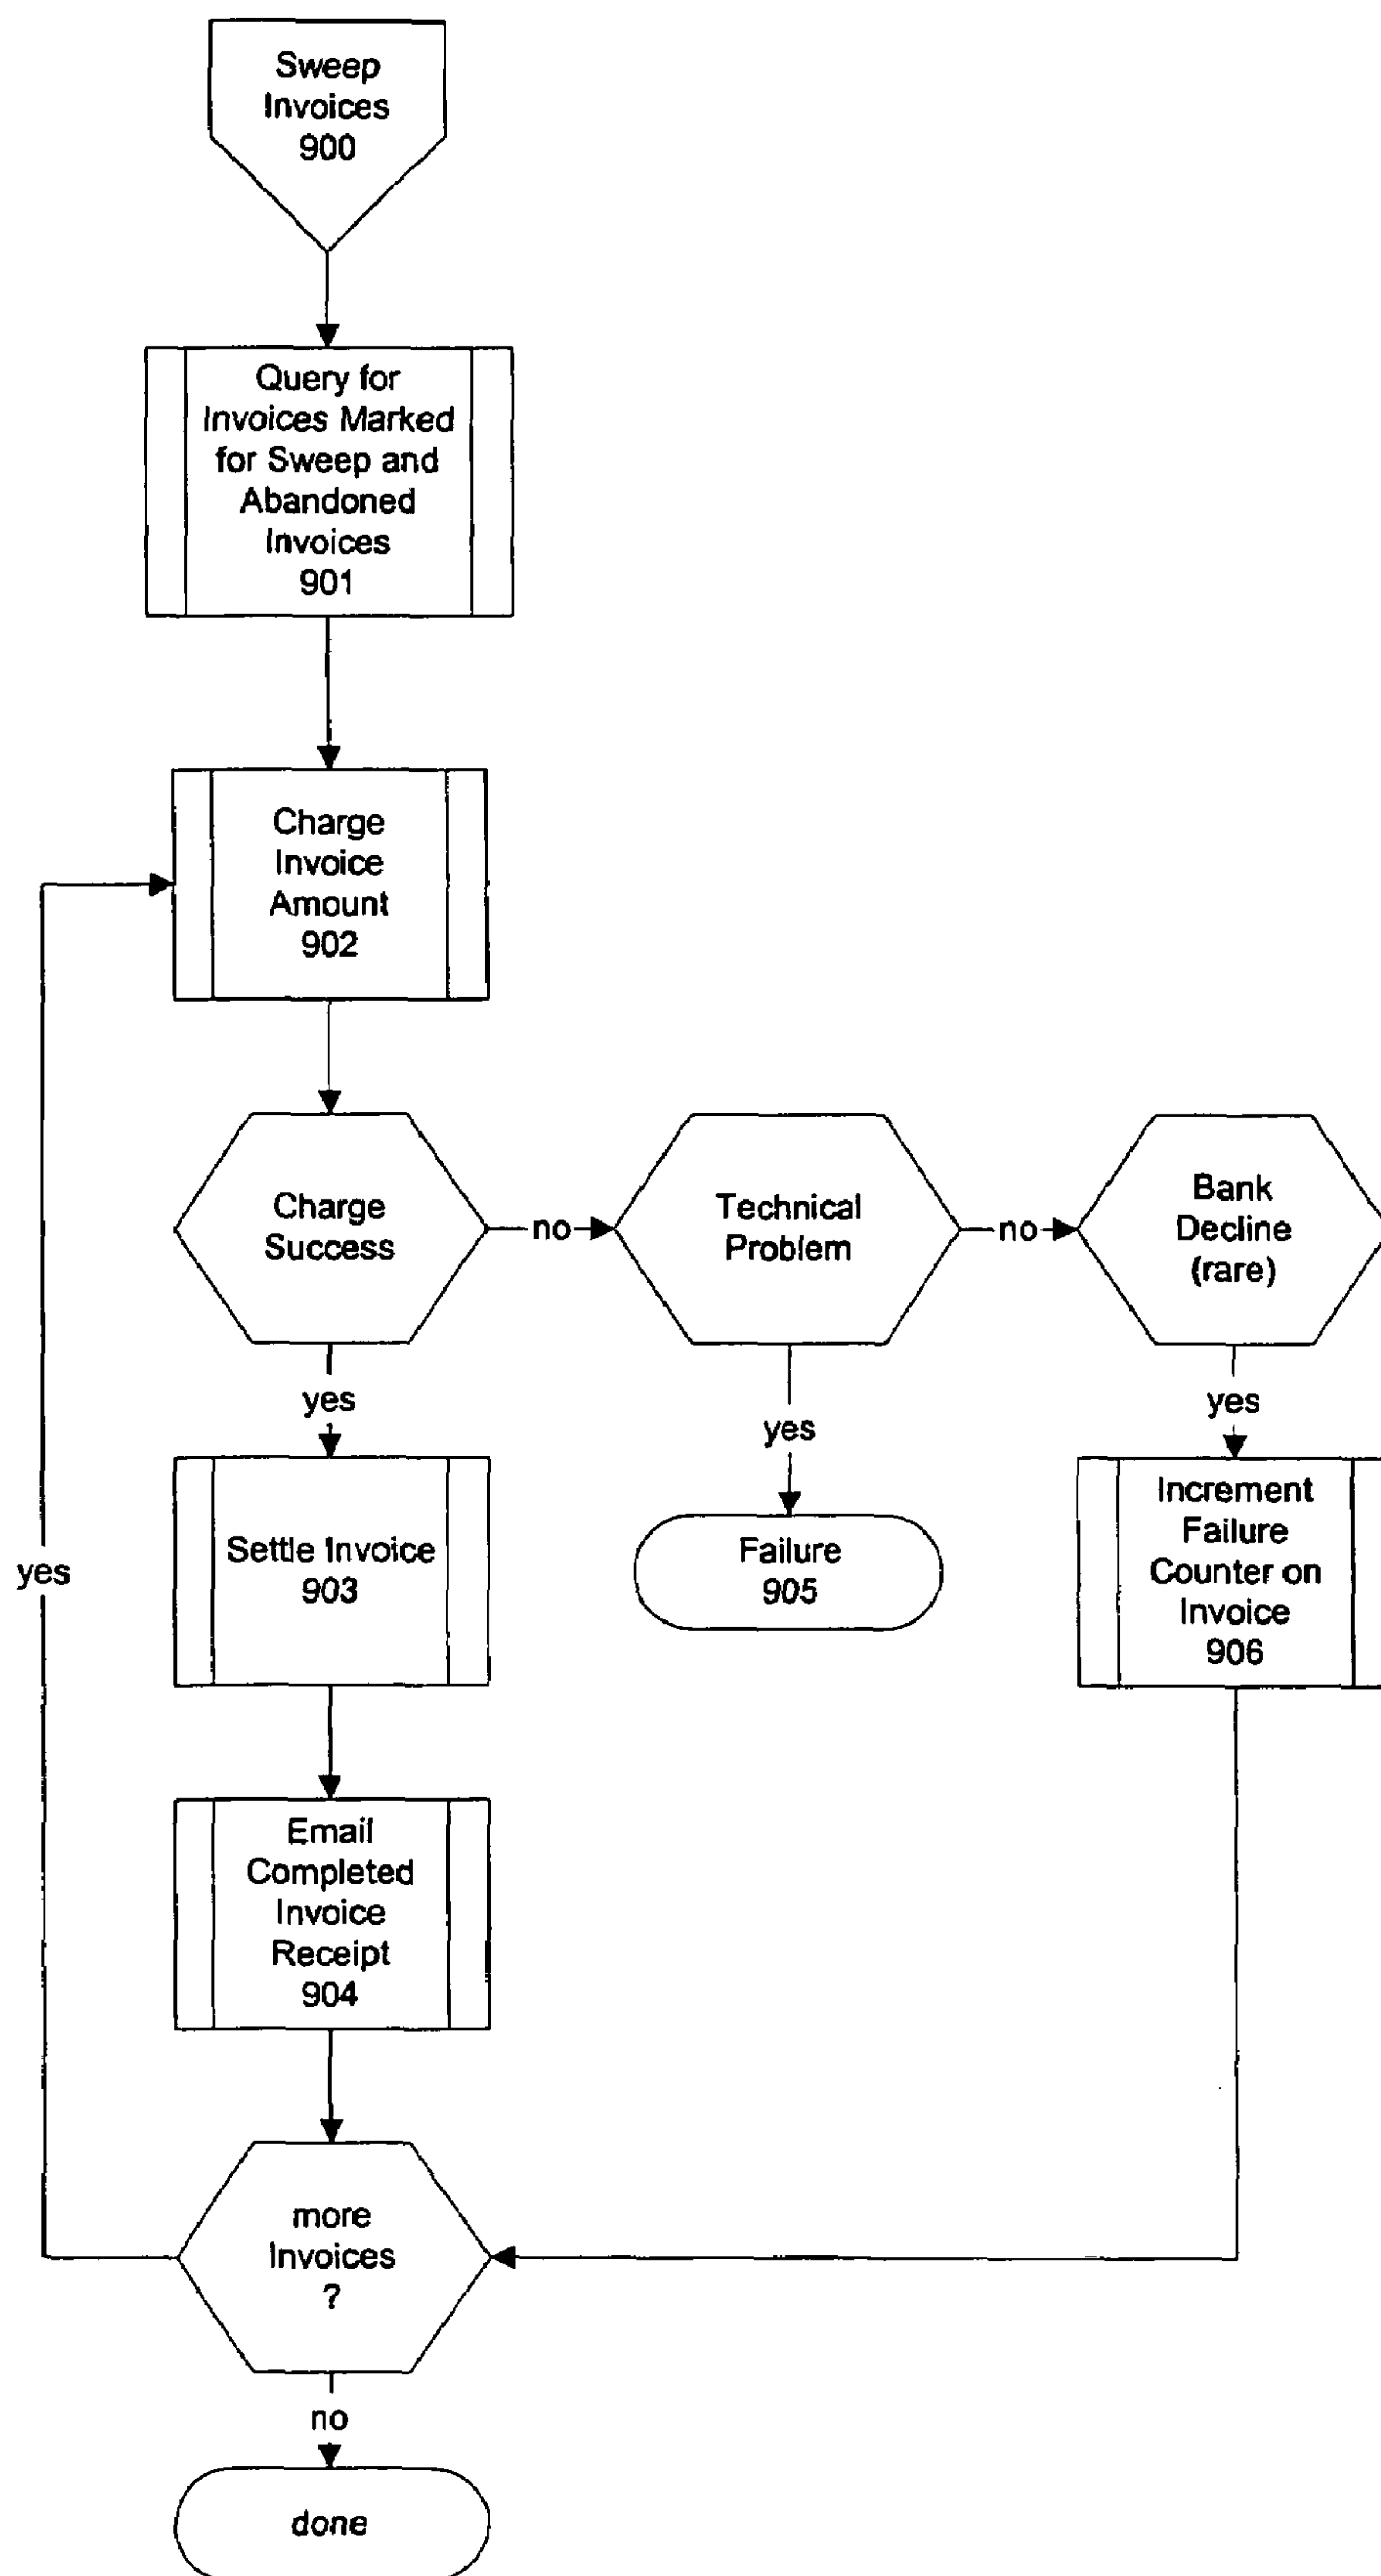 Sweep
Invoices
900
Query for
Invoices Marked
for Sweep and
Abandoned
Invoices
901
Charge
Invoice
Amount
902
Charge
Success
no
Technical
Problem
no
Bank
Decline
(rare)
yes
yes
yes
Settle Invoice
903
Failure
905
Increment
Failure
Counter on
Invoice
906
yes
Email
Completed
Invoice
Receipt
904
more
Invoices
?
no
done